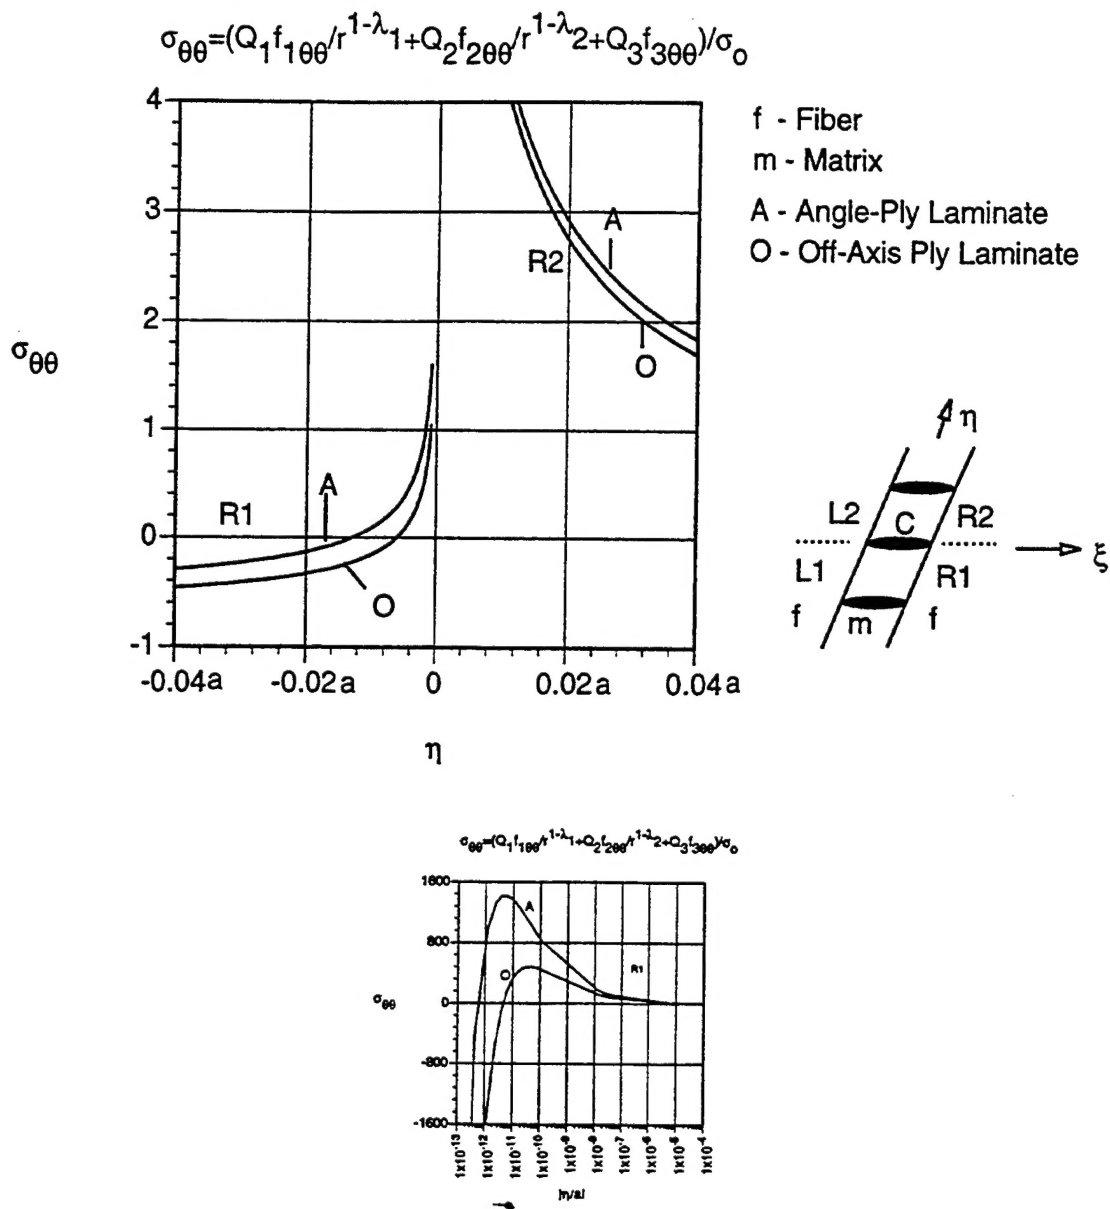 σθθ=(Q1f1θθ/r1-λ1+Q2f2θθ/r1-λ2+Q3f3θθ)/σo
4
3
2
1
0
-1
σθθ
R1
A
O
R2
A
O
-0.04a
-0.02a
0
0.02a
0.04a
η
f - Fiber
m - Matrix
A - Angle-Ply Laminate
O - Off-Axis Ply Laminate
η
L2
C
R2
ξ
L1
R1
f
m
f
σθθ=(Q1f1θθ/r1-λ1+Q2f2θθ/r1-λ2+Q3f3θθ)/σo
1600
800
0
-800
-1600
σθθ
A
O
R1
1x10-13
1x10-12
1x10-11
1x10-10
1x10-9
1x10-8
1x10-7
1x10-6
1x10-5
1x10-4
|η/a|